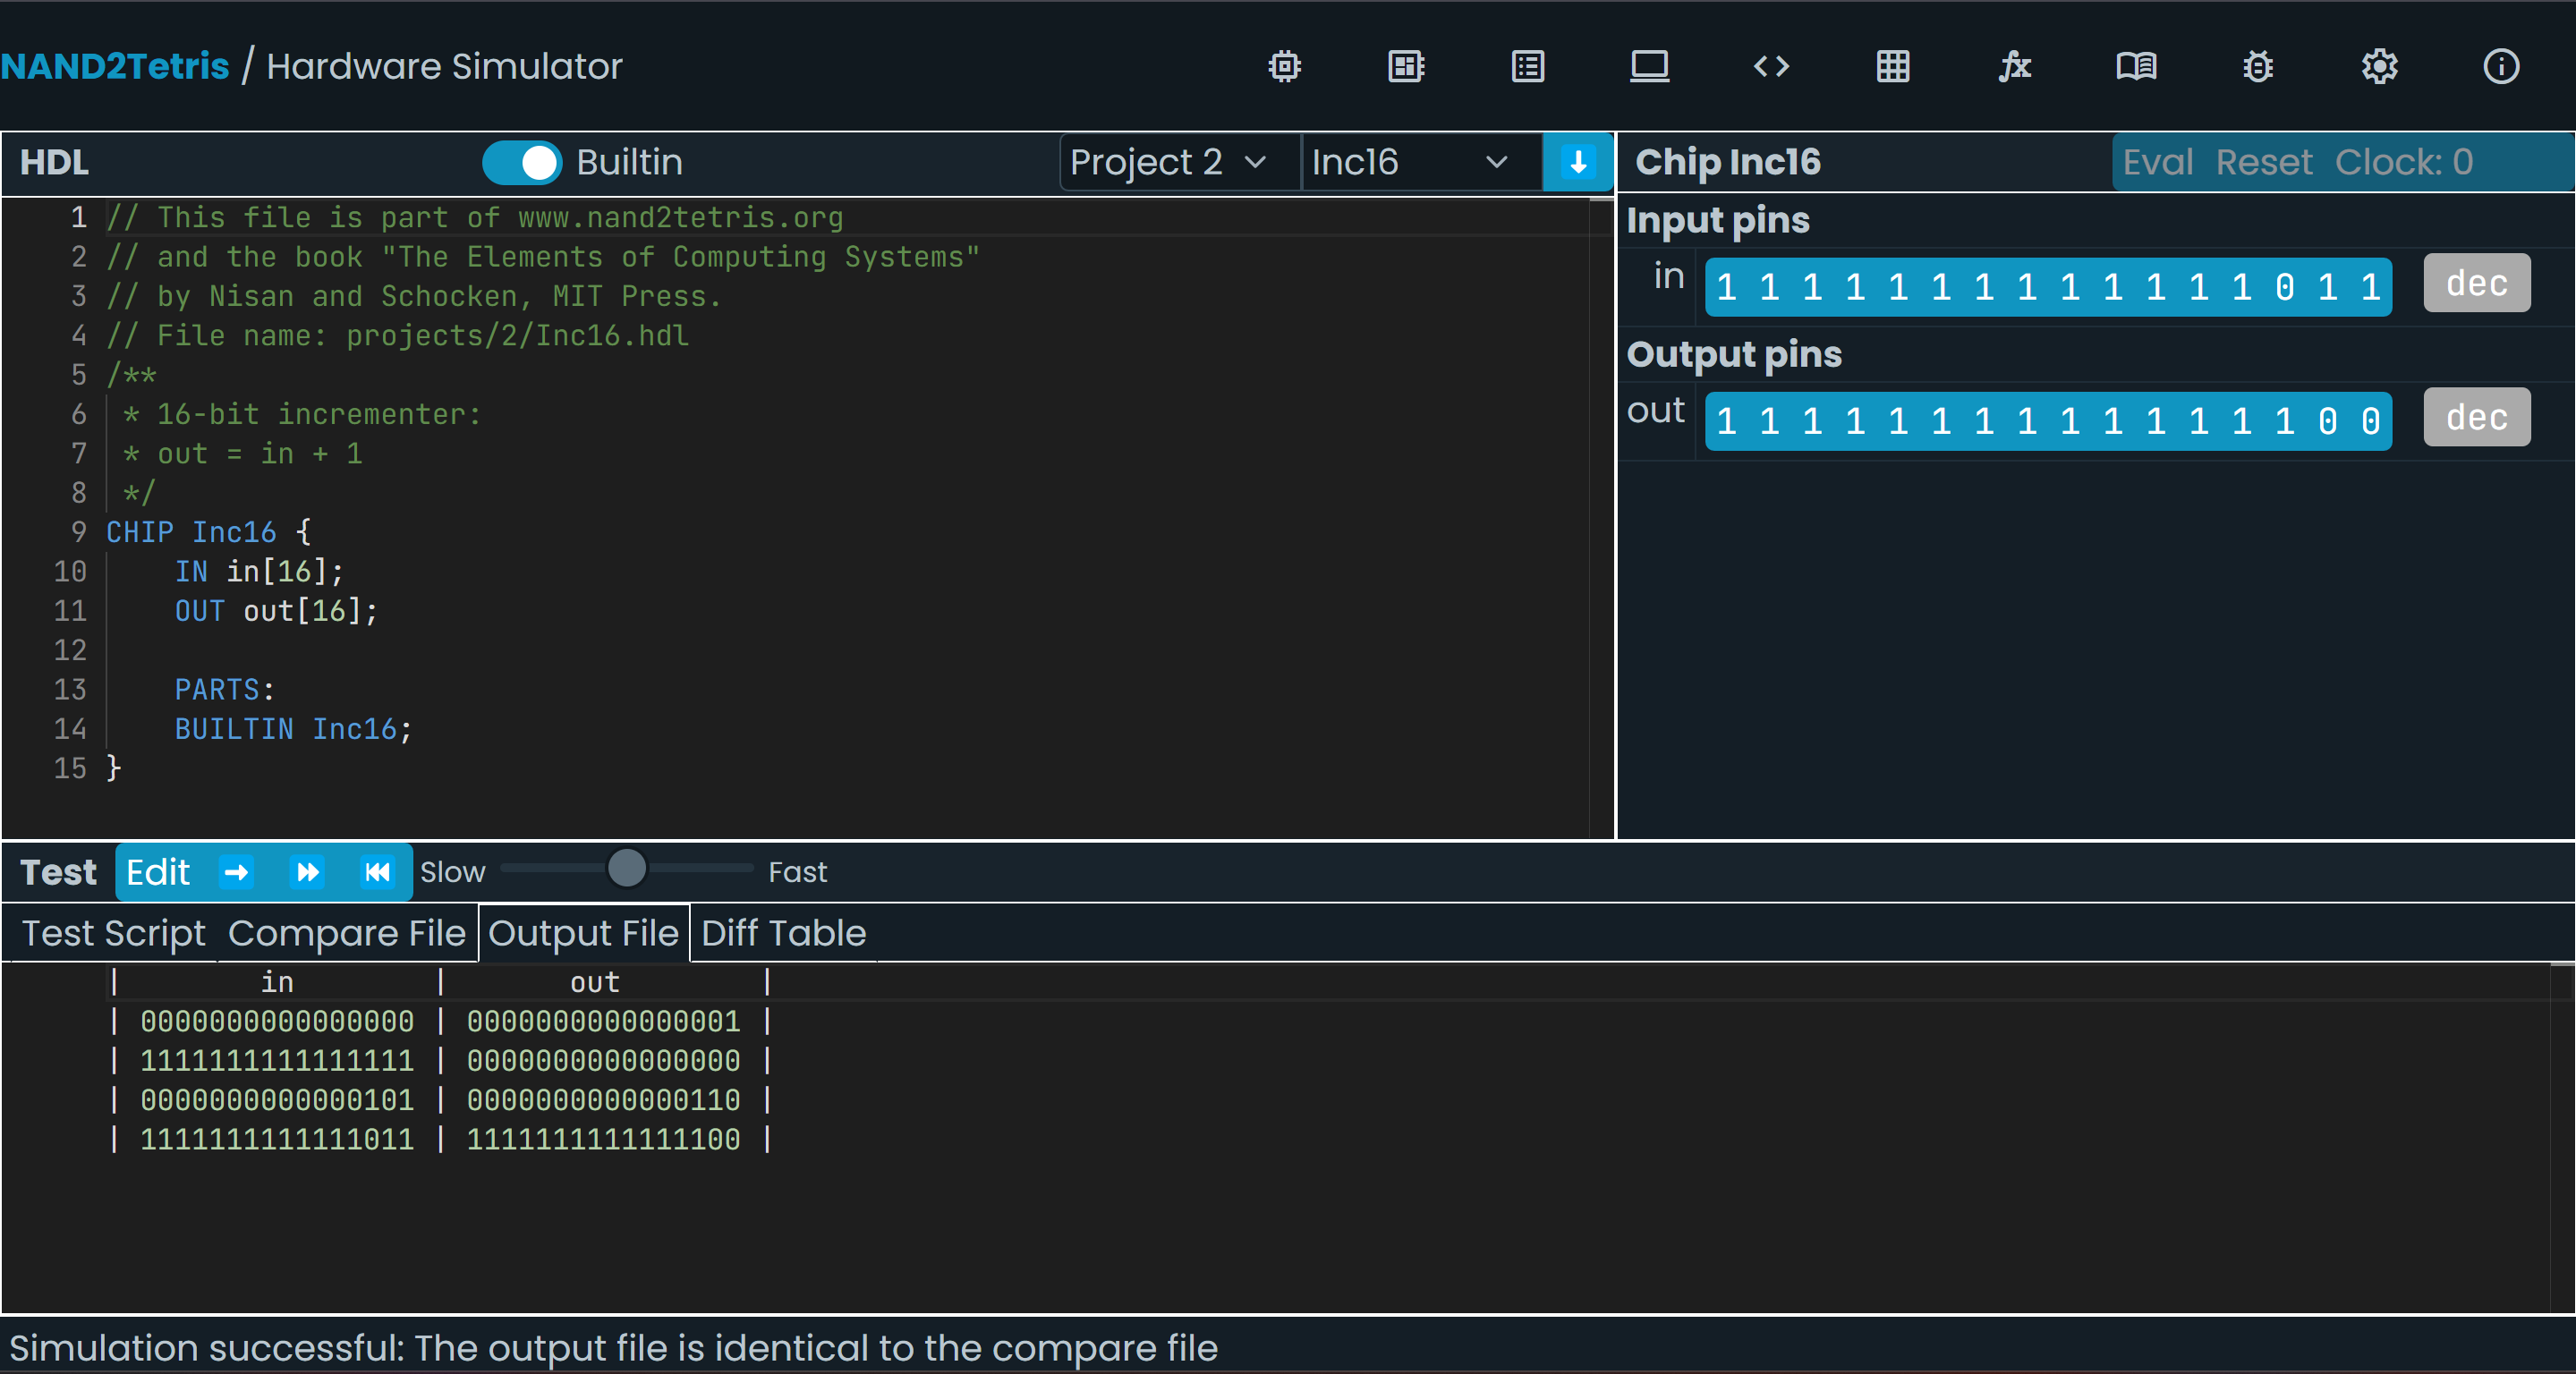 NAND2Tetris / Hardware Simulator
HDL Builtin Project 2 Inc16
1 // This file is part of www.nand2tetris.org
2 // and the book "The Elements of Computing Systems"
3 // by Nisan and Schocken, MIT Press.
4 // File name: projects/2/Inc16.hdl
5 /**
6  * 16-bit incrementer:
7  * out = in + 1
8  */
9 CHIP Inc16 {
10     IN in[16];
11     OUT out[16];
12
13     PARTS:
14     BUILTIN Inc16;
15 }
Chip Inc16 Eval Reset Clock: 0
Input pins
in 1 1 1 1 1 1 1 1 1 1 1 1 1 0 1 1 dec
Output pins
out 1 1 1 1 1 1 1 1 1 1 1 1 1 1 0 0 dec
Test Edit Slow Fast
Test Script Compare File Output File Diff Table
| in | out |
| 0000000000000000 | 0000000000000001 |
| 1111111111111111 | 0000000000000000 |
| 0000000000000101 | 0000000000000110 |
| 1111111111111011 | 1111111111111100 |
Simulation successful: The output file is identical to the compare file